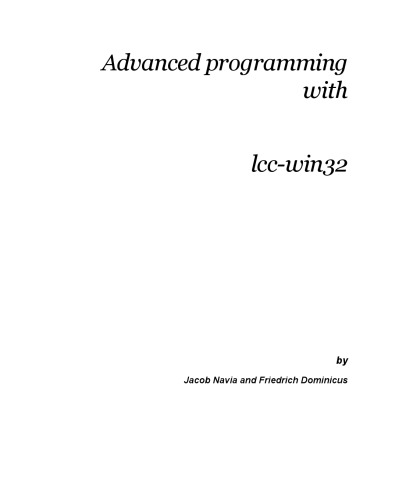 Advanced programming
with
lcc-win32
by
Jacob Navia and Friedrich Dominicus